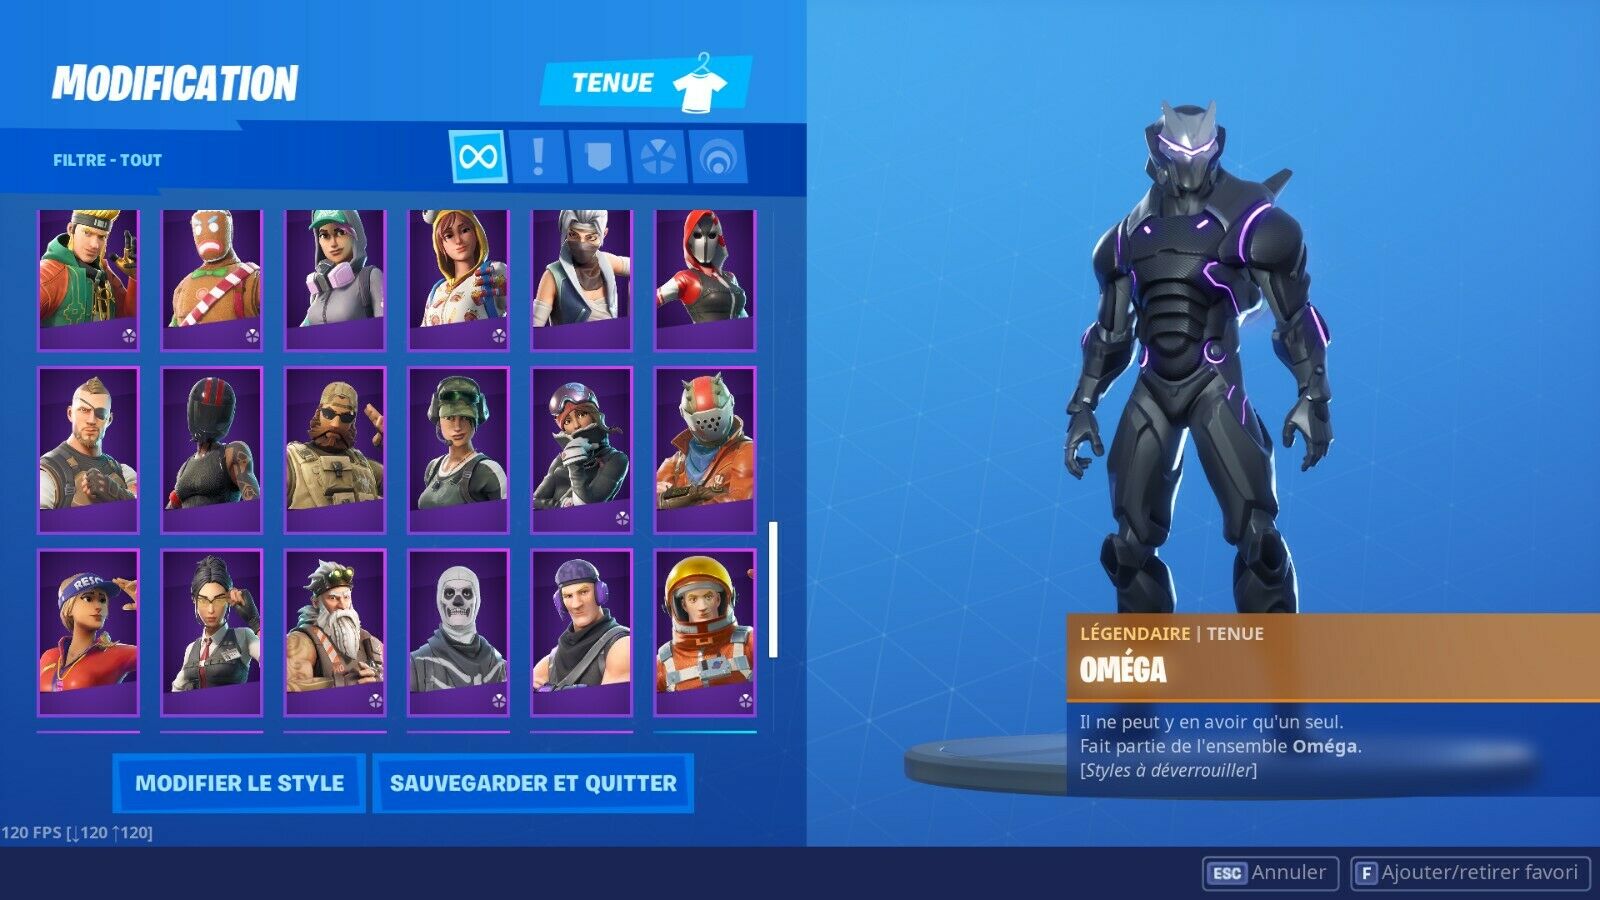 MODIFICATION
TENUE
FILTRE - TOUT
RESC
MODIFIER LE STYLE
SAUVEGARDER ET QUITTER
120 FPS [↓120 ↑120]
LÉGENDAIRE | TENUE
OMÉGA
Il ne peut y en avoir qu'un seul.
Fait partie de l'ensemble Oméga.
[Styles à déverrouiller]
ESC Annuler
F Ajouter/retirer favori